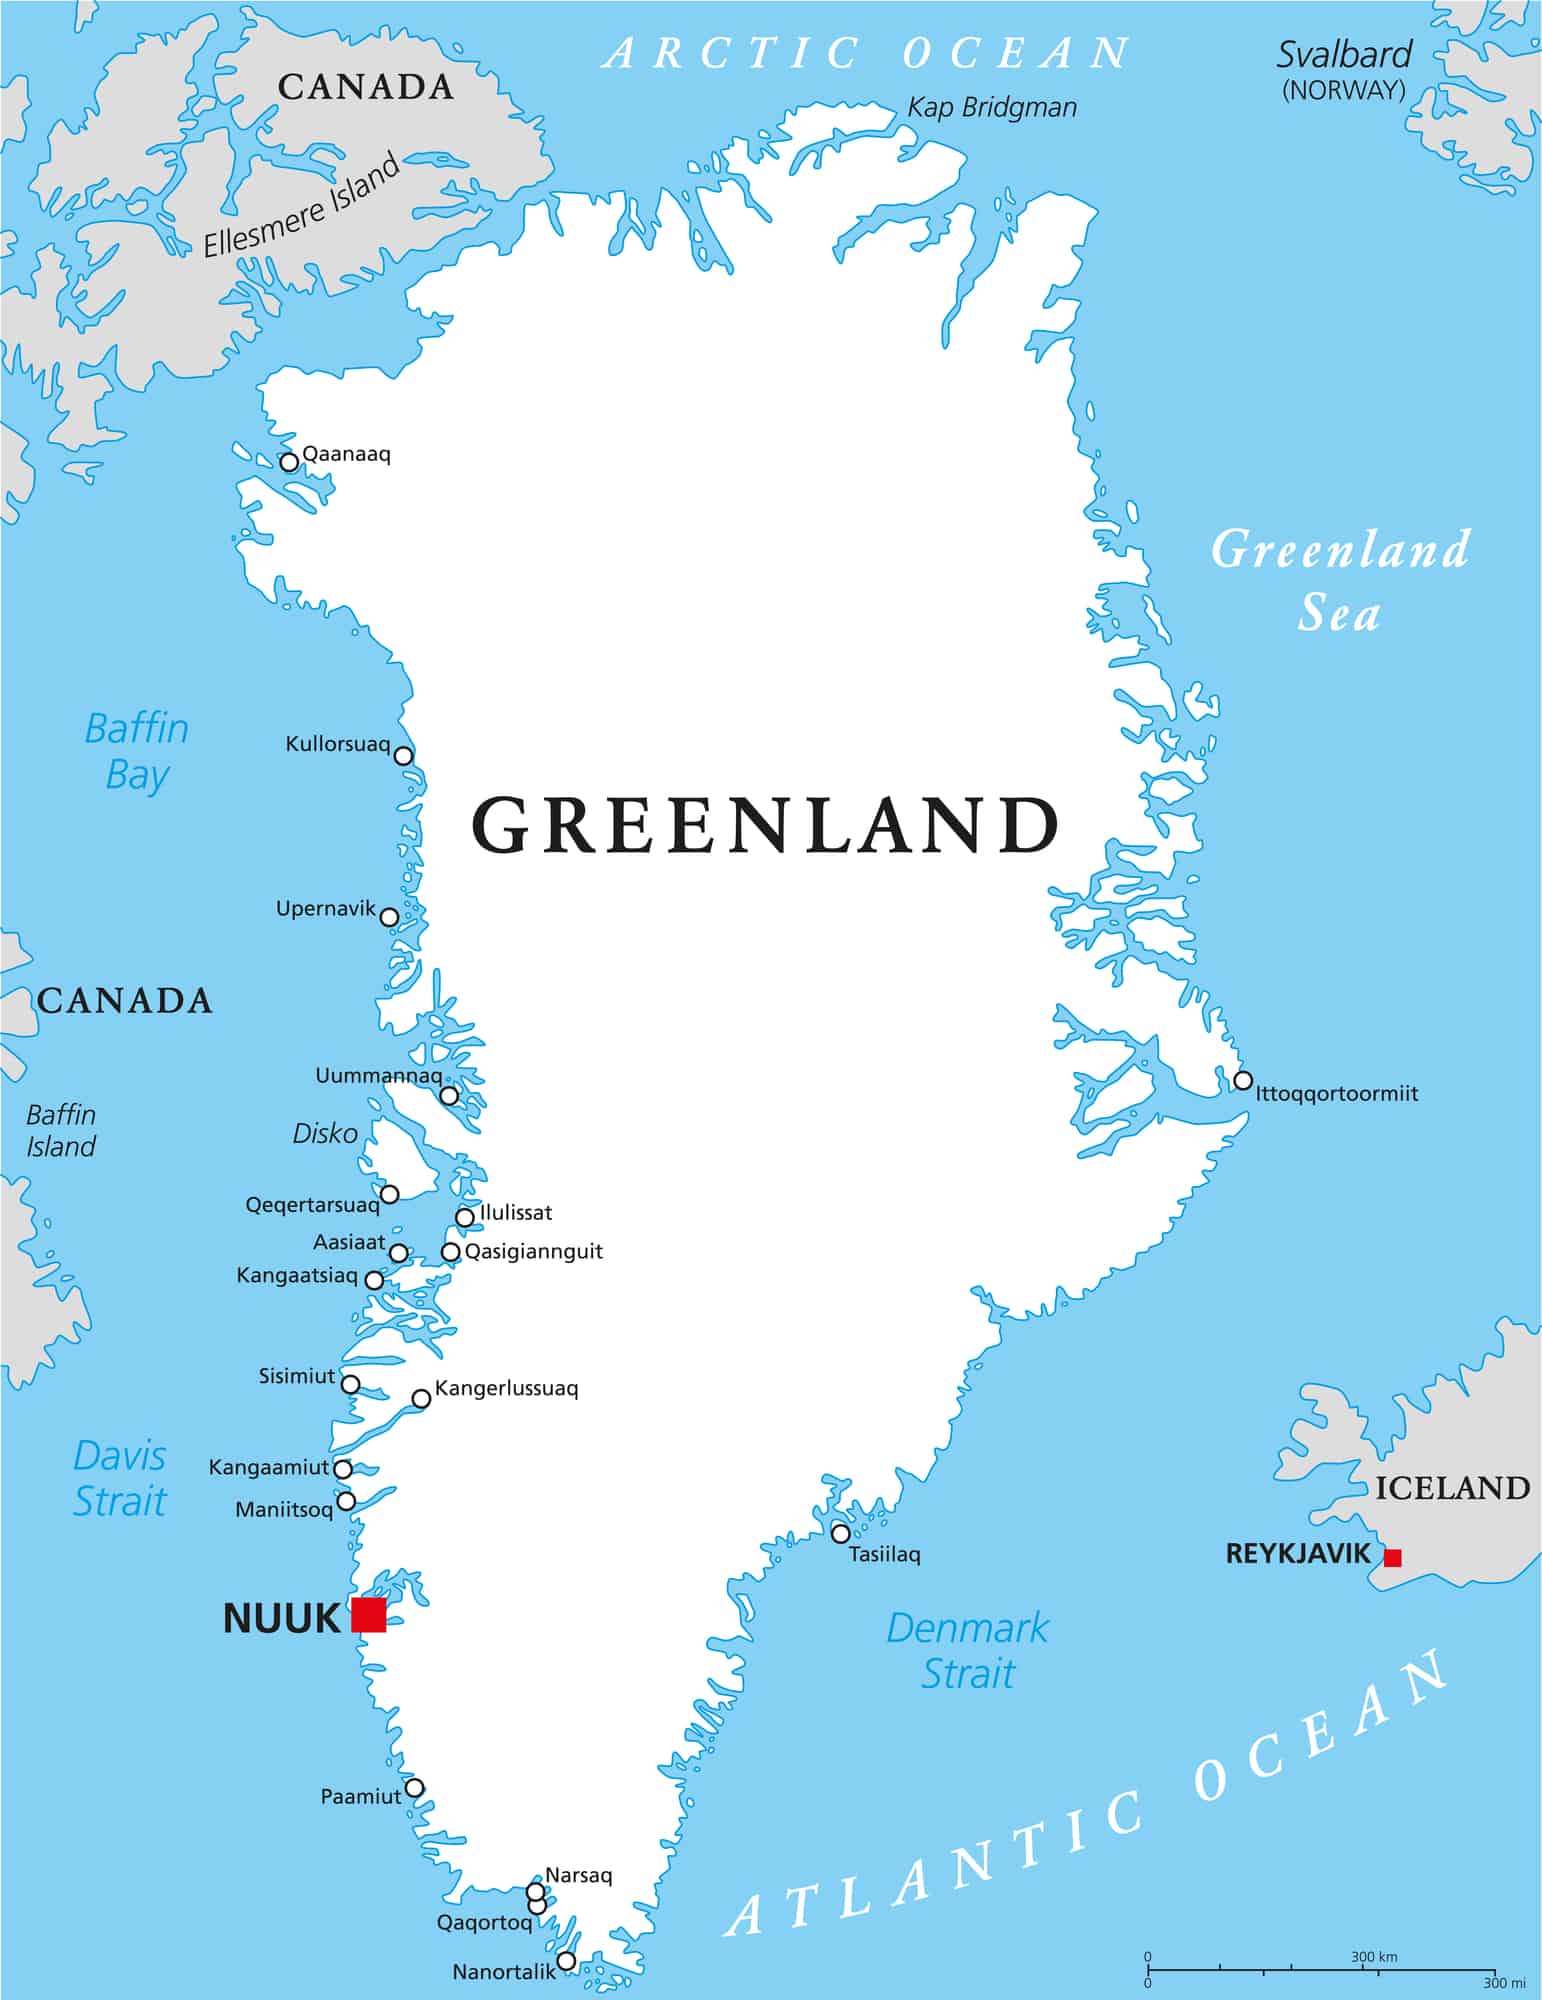 ARCTIC OCEAN
Svalbard
(NORWAY)
CANADA
Kap Bridgman
Ellesmere Island
Qaanaaq
Greenland
Sea
Baffin
Bay
Kullorsuaq
GREENLAND
Upernavik
CANADA
Uummannaq
Ittoqqortoormiit
Baffin
Island
Disko
Qeqertarsuaq
Ilulissat
Aasiaat
Qasigiannguit
Kangaatsiaq
Sisimiut
Kangerlussuaq
Davis
Strait
Kangaamiut
Maniitsoq
ICELAND
REYKJAVIK
Tasiilaq
NUUK
Denmark
Strait
ATLANTIC OCEAN
Paamiut
Narsaq
Qaqortoq
Nanortalik
0 300 km
0 300 mi